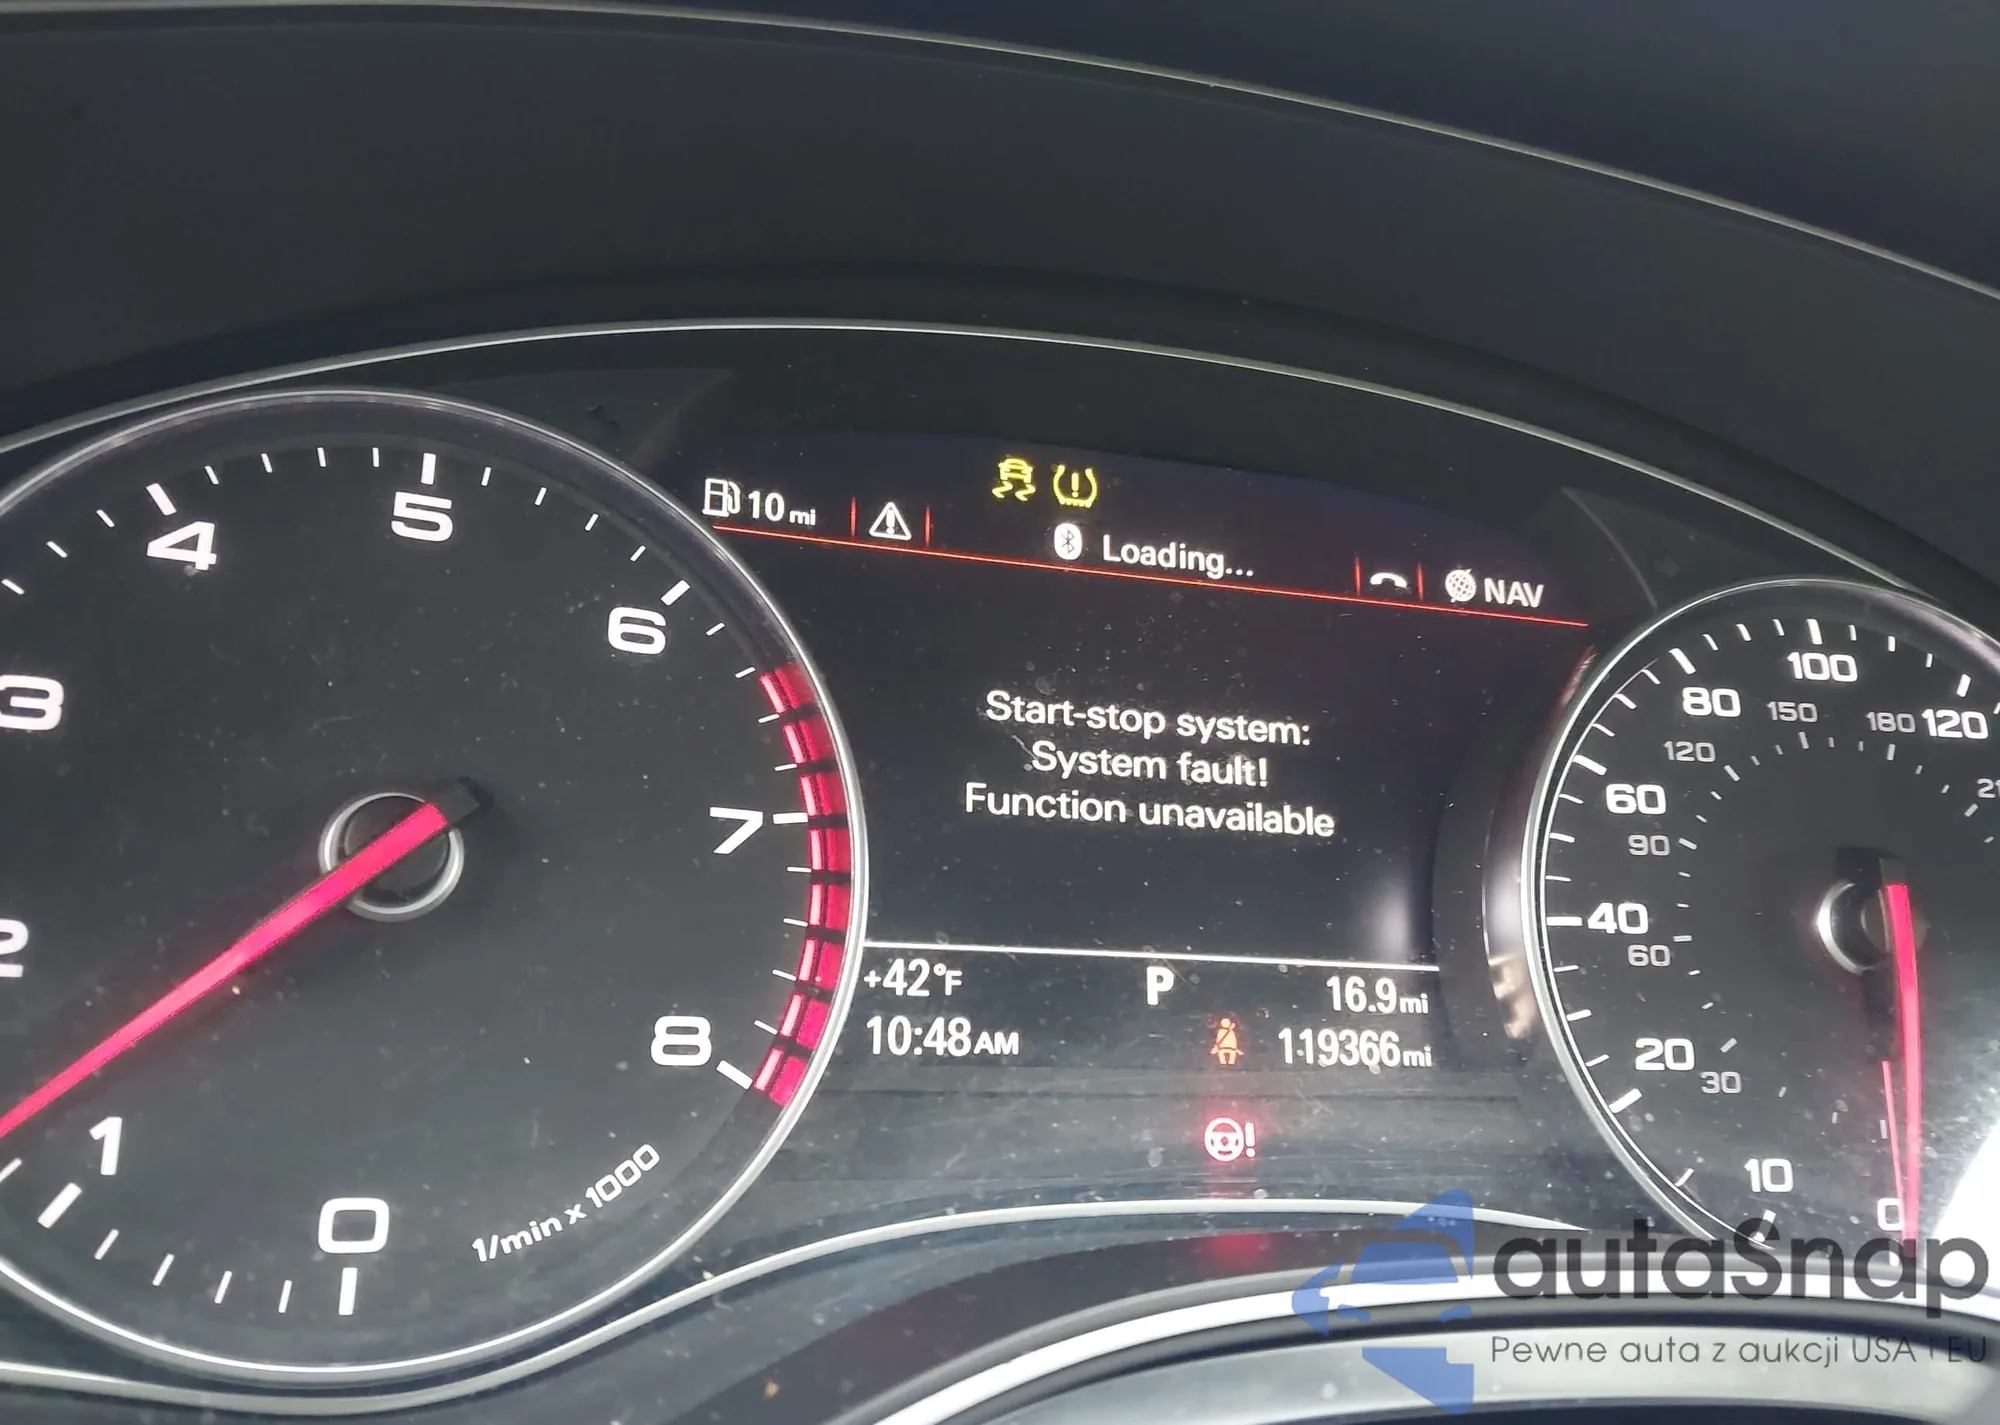 10 mi
Loading...
NAV
Start-stop system:
System fault!
Function unavailable
+42°F
P
16.9mi
10:48AM
119366mi
0
1
2
3
4
5
6
7
8
1/min x 1000
0
10
20
30
40
60
60
90
80
120
100
150
120
180
autaSnap
Pewne auta z aukcji USA i EU